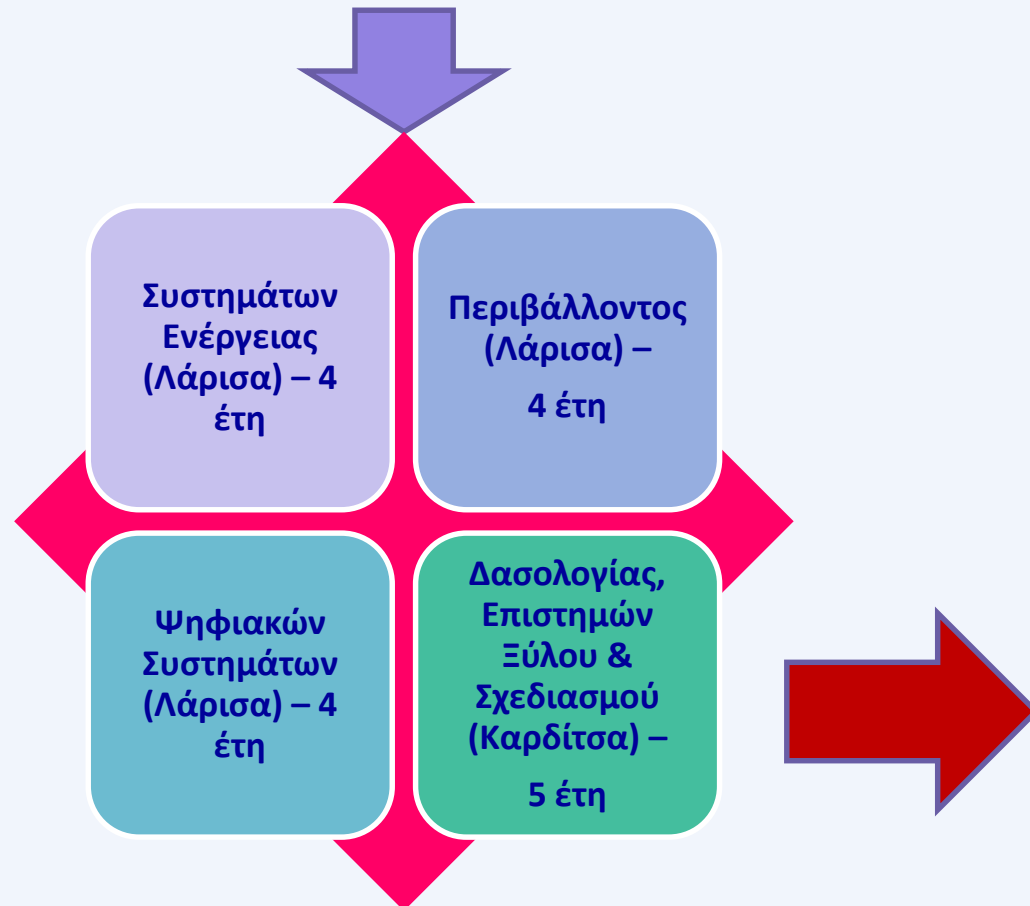 Συστημάτων
Ενέργειας
(Λάρισα) – 4
έτη
Περιβάλλοντος
(Λάρισα) –
4 έτη
Ψηφιακών
Συστημάτων
(Λάρισα) – 4
έτη
Δασολογίας,
Επιστημών
Ξύλου &
Σχεδιασμού
(Καρδίτσα) –
5 έτη